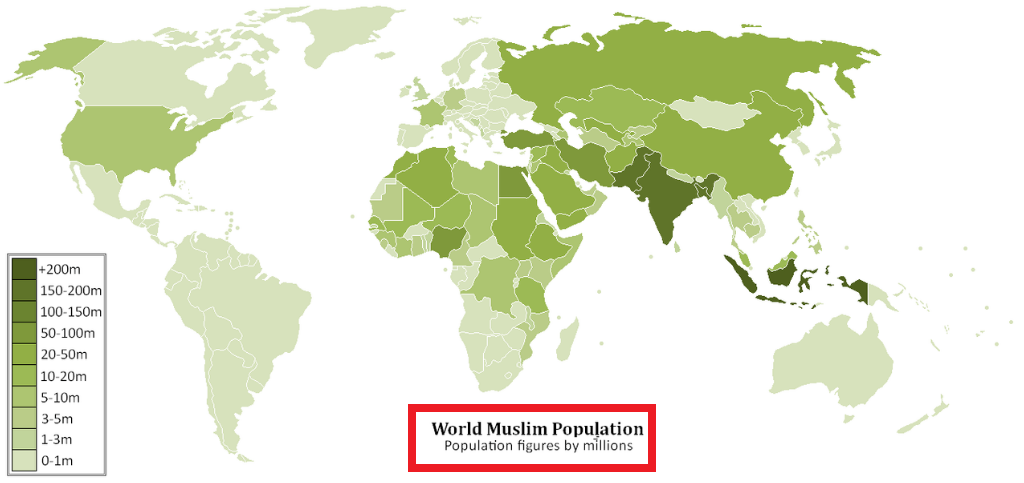 +200m
150-200m
100-150m
50-100m
20-50m
10-20m
5-10m
3-5m
1-3m
0-1m
World Muslim Population
Population figures by millions